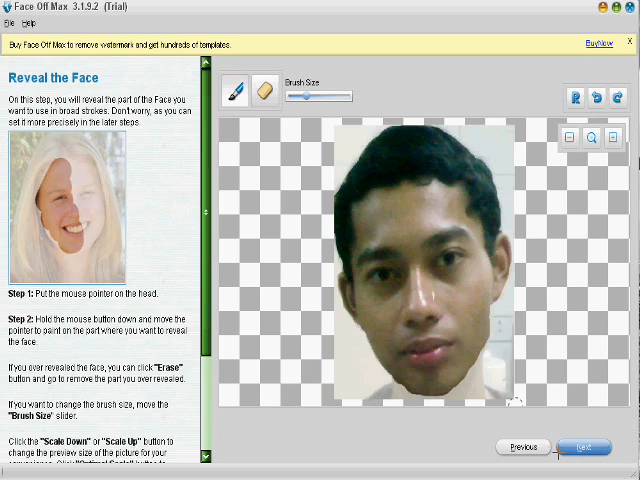 Face Off Max 3.1.9.2 (Trial)
File Help
Buy Face Off Max to remove watermark and get hundreds of templates.
BuyNow
X
Reveal the Face
On this step, you will reveal the part of the Face you
want to use in broad strokes. Don't worry, as you can
set it more precisely in the later steps.
Step 1: Put the mouse pointer on the head.
Step 2: Hold the mouse button down and move the
pointer to paint on the part where you want to reveal
the face.
If you over revealed the face, you can click "Erase"
button and go to remove the part you over revealed.
If you want to change the brush size, move the
"Brush Size" slider.
Click the "Scale Down" or "Scale Up" button to
change the preview size of the picture for your
Brush Size
R
Previous
Next